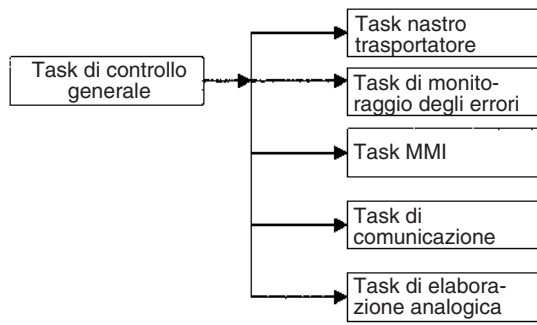 Task di controllo
generale
Task nastro
trasportatore
Task di monito-
raggio degli errori
Task MMI
Task di
comunicazione
Task di elabora-
zione analogica